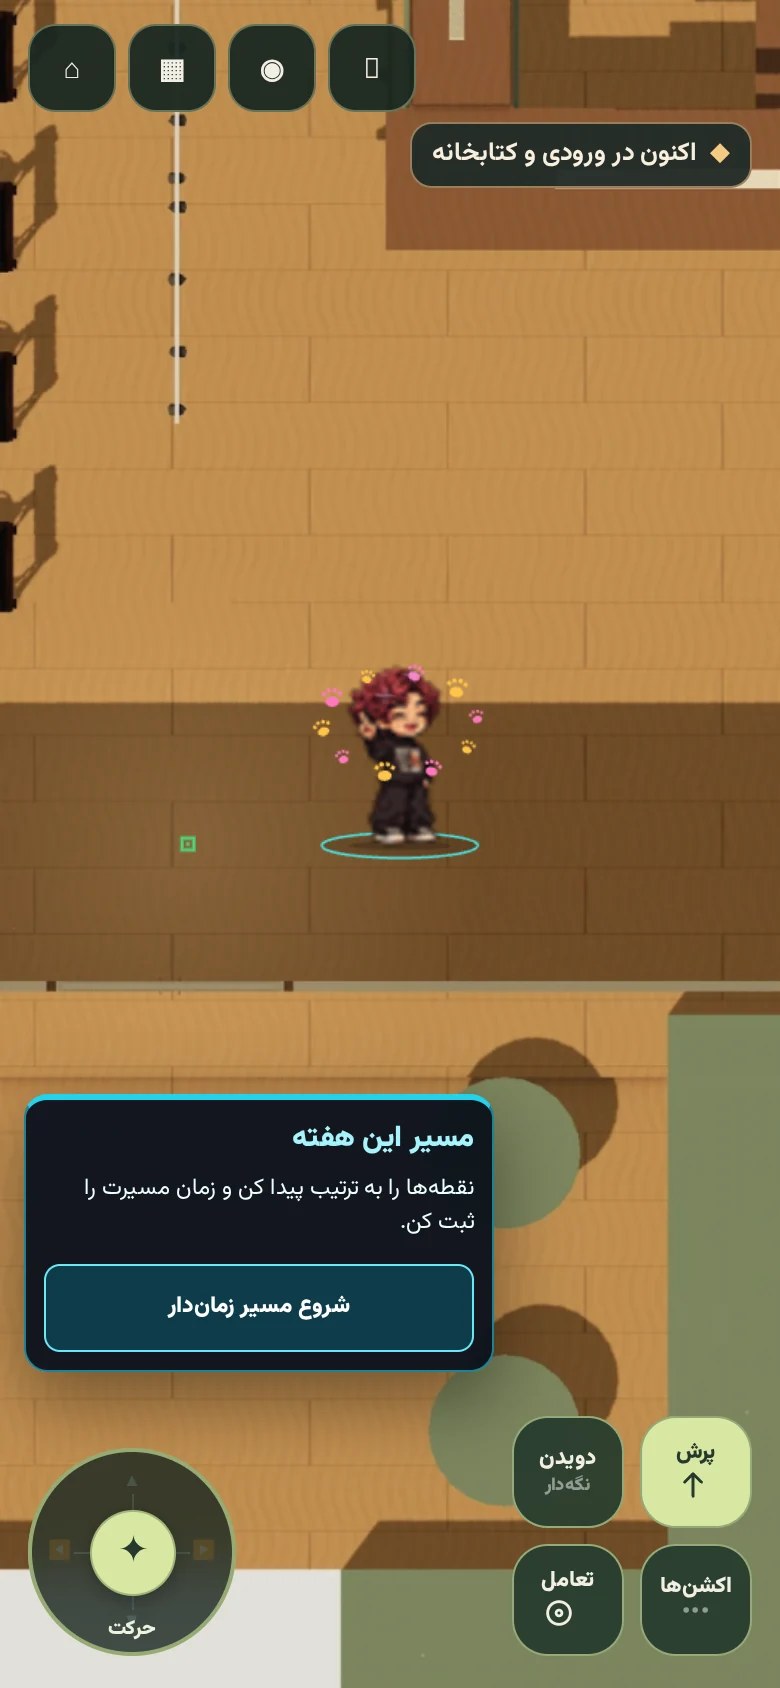 اکنون در ورودی و کتابخانه
مسیر این هفته
نقطه‌ها را به ترتیب پیدا کن و زمان مسیرت را
ثبت کن.
شروع مسیر زمان‌دار
پرش
دویدن
نگه‌دار
اکشن‌ها
تعامل
حرکت